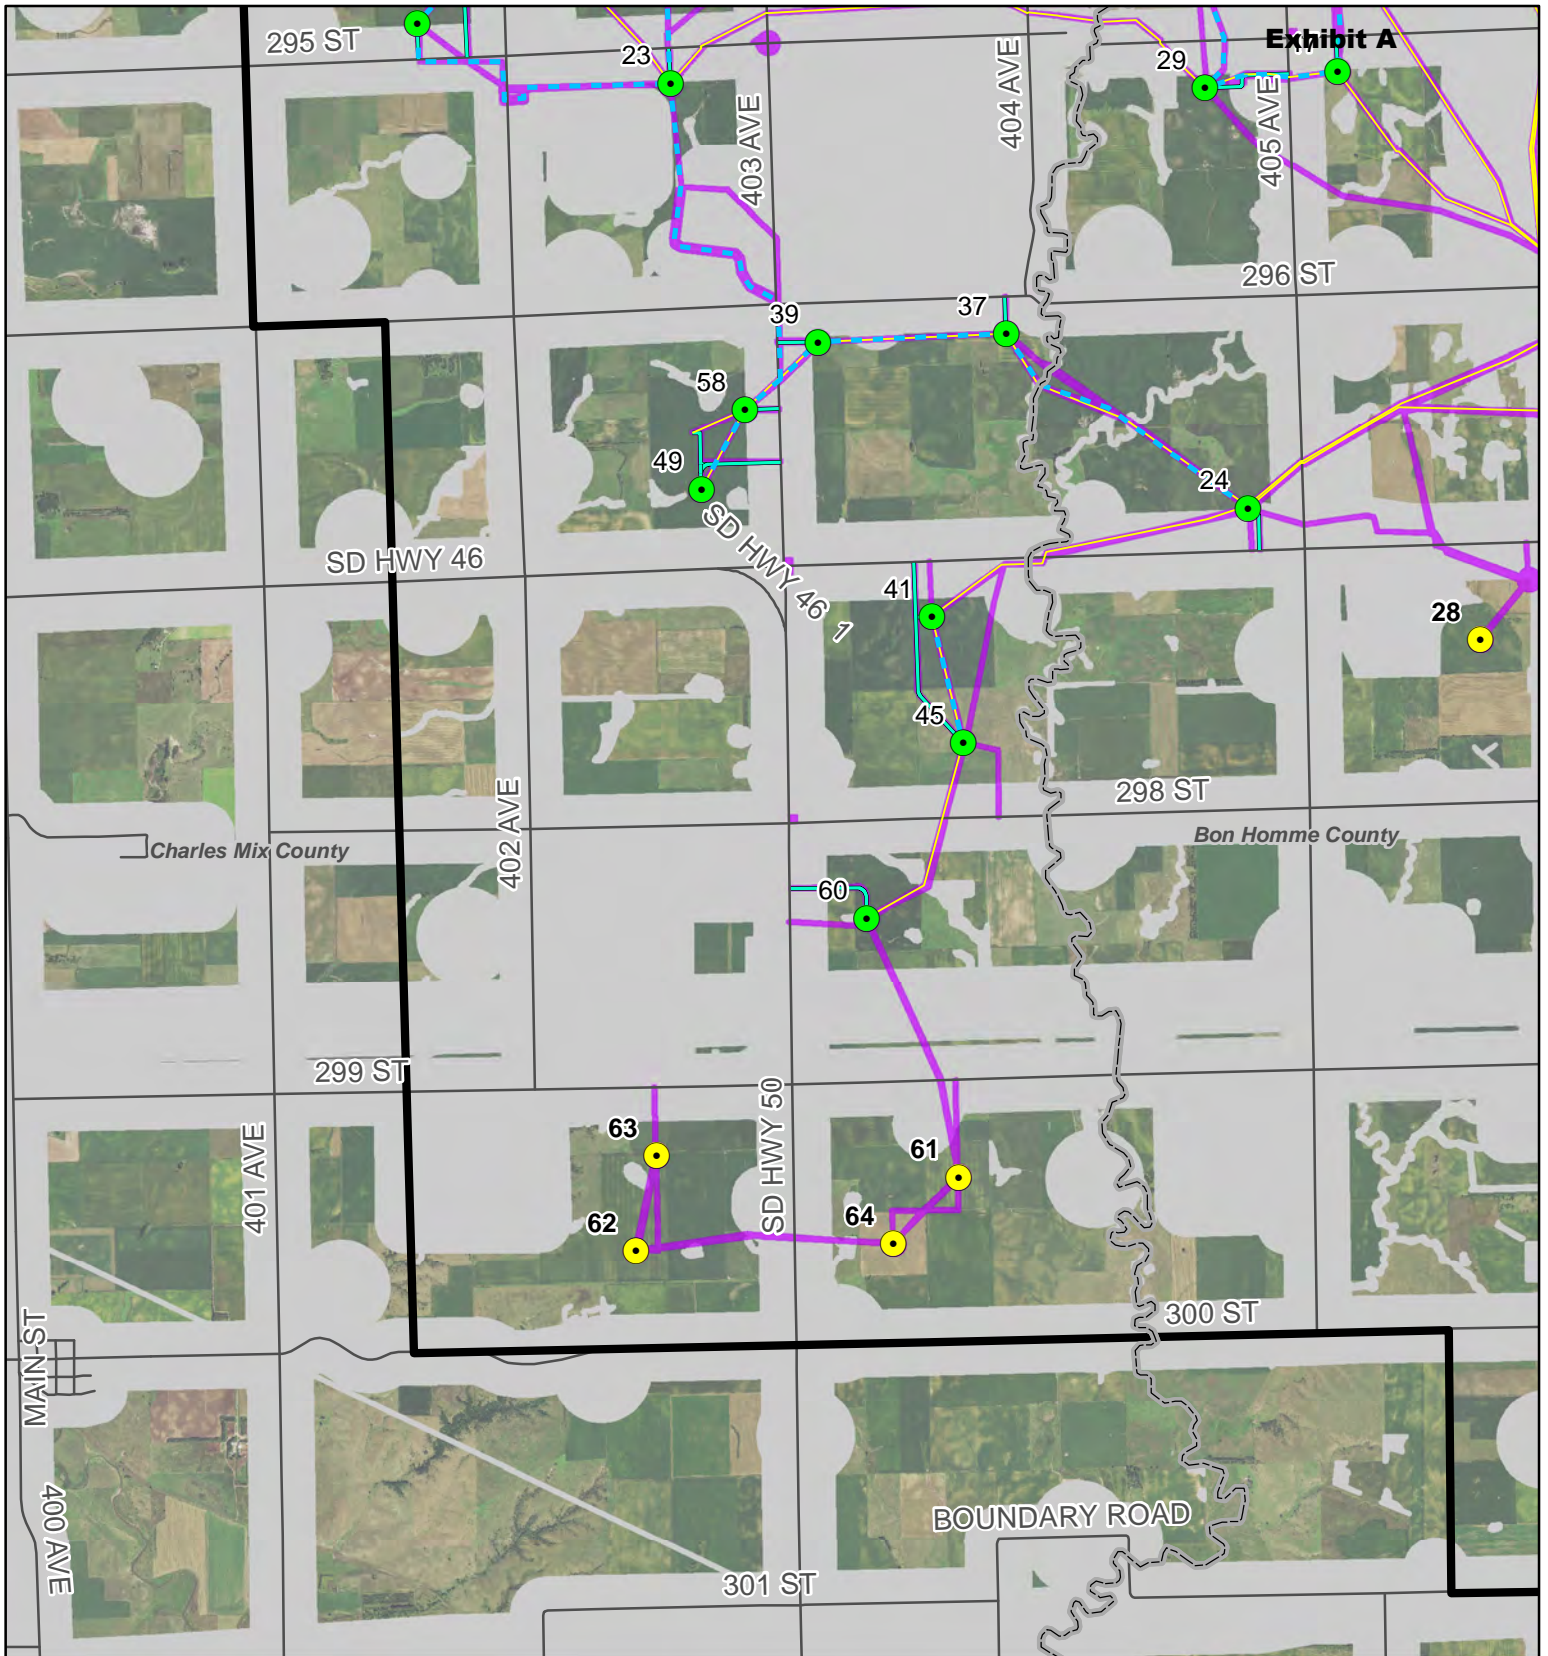 295 ST
23
403 AVE
404 AVE
29
Exhibit A
405 AVE
296 ST
39
37
58
49
24
SD HWY 46
SD HWY 46
1
41
28
45
298 ST
402 AVE
Charles Mix County
Bon Homme County
60
299 ST
401 AVE
63
SD HWY 50
61
62
64
300 ST
MAIN ST
400 AVE
BOUNDARY ROAD
301 ST